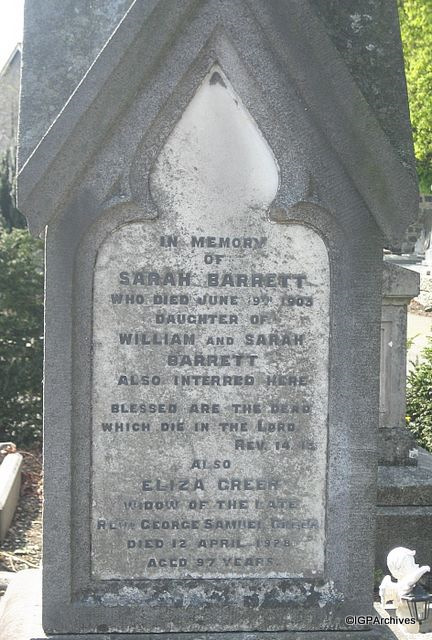 IN MEMORY
OF
SARAH BARRETT
WHO DIED JUNE 19TH 1903
DAUGHTER OF
WILLIAM AND SARAH
BARRETT
ALSO INTERRED HERE
BLESSED ARE THE DEAD
WHICH DIE IN THE LORD
REV. 14. 13.
ALSO
ELIZA GREER
WIDOW OF THE LATE
REVD GEORGE SAMUEL GREER
DIED 12 APRIL 1928
AGED 97 YEARS
©IGPArchives